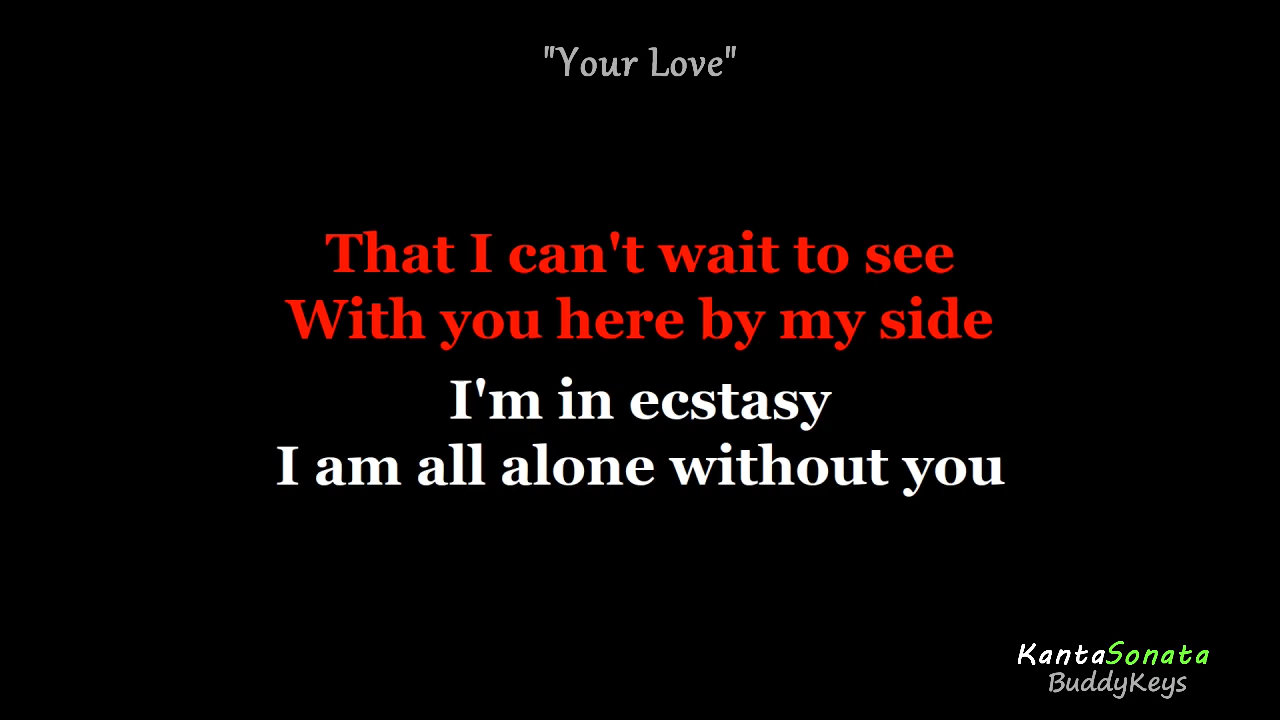 "Your Love"
That I can't wait to see
With you here by my side
I'm in ecstasy
I am all alone without you
KantaSonata
BuddyKeys